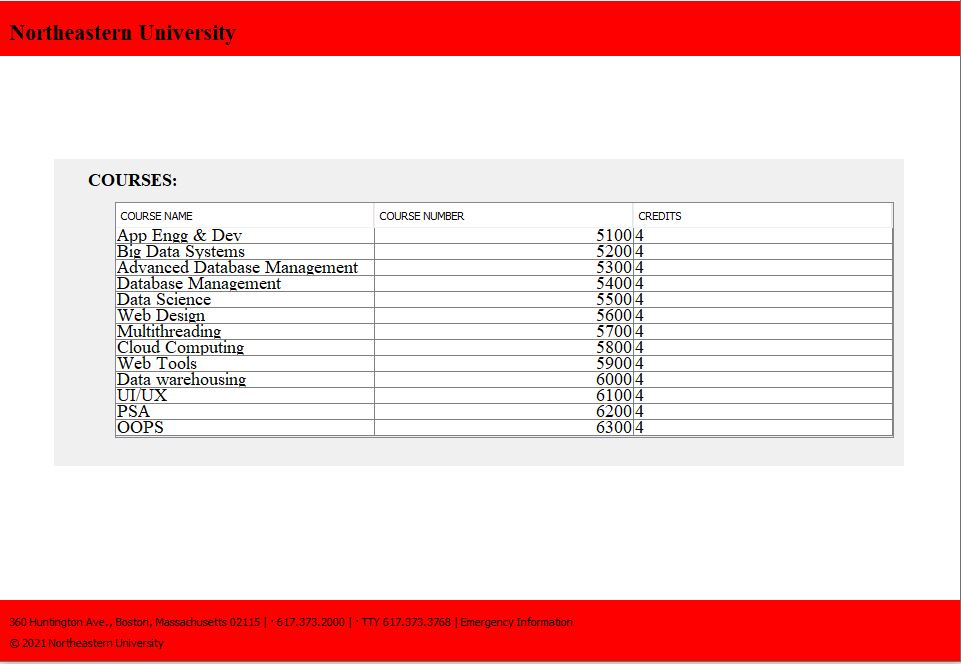 Northeastern University
COURSES:
COURSE NAME COURSE NUMBER CREDITS
App Engg & Dev 5100 4
Big Data Systems 5200 4
Advanced Database Management 5300 4
Database Management 5400 4
Data Science 5500 4
Web Design 5600 4
Multithreading 5700 4
Cloud Computing 5800 4
Web Tools 5900 4
Data warehousing 6000 4
UI/UX 6100 4
PSA 6200 4
OOPS 6300 4
360 Huntington Ave., Boston, Massachusetts 02115 | · 617.373.2000 | · TTY 617.373.3768 | Emergency Information
© 2021 Northeastern University